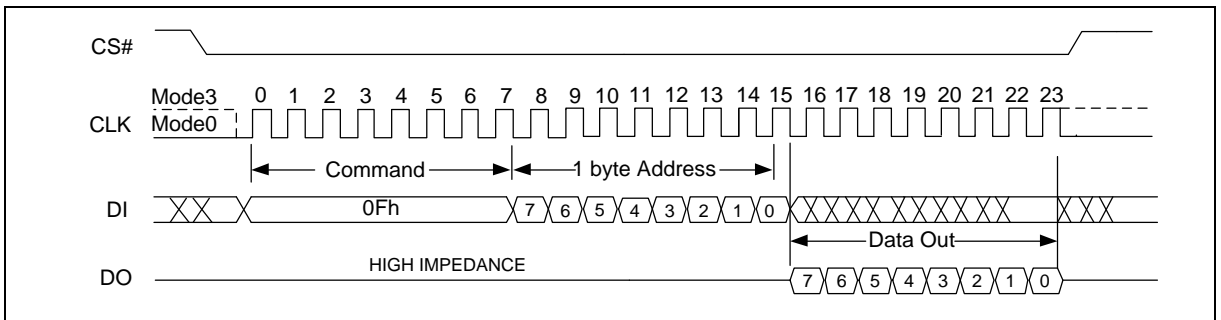 CS#
Mode3 0 1 2 3 4 5 6 7 8 9 10 11 12 13 14 15 16 17 18 19 20 21 22 23
CLK Mode0
Command 1 byte Address
DI 0Fh 7 6 5 4 3 2 1 0
Data Out
HIGH IMPEDANCE
DO 7 6 5 4 3 2 1 0